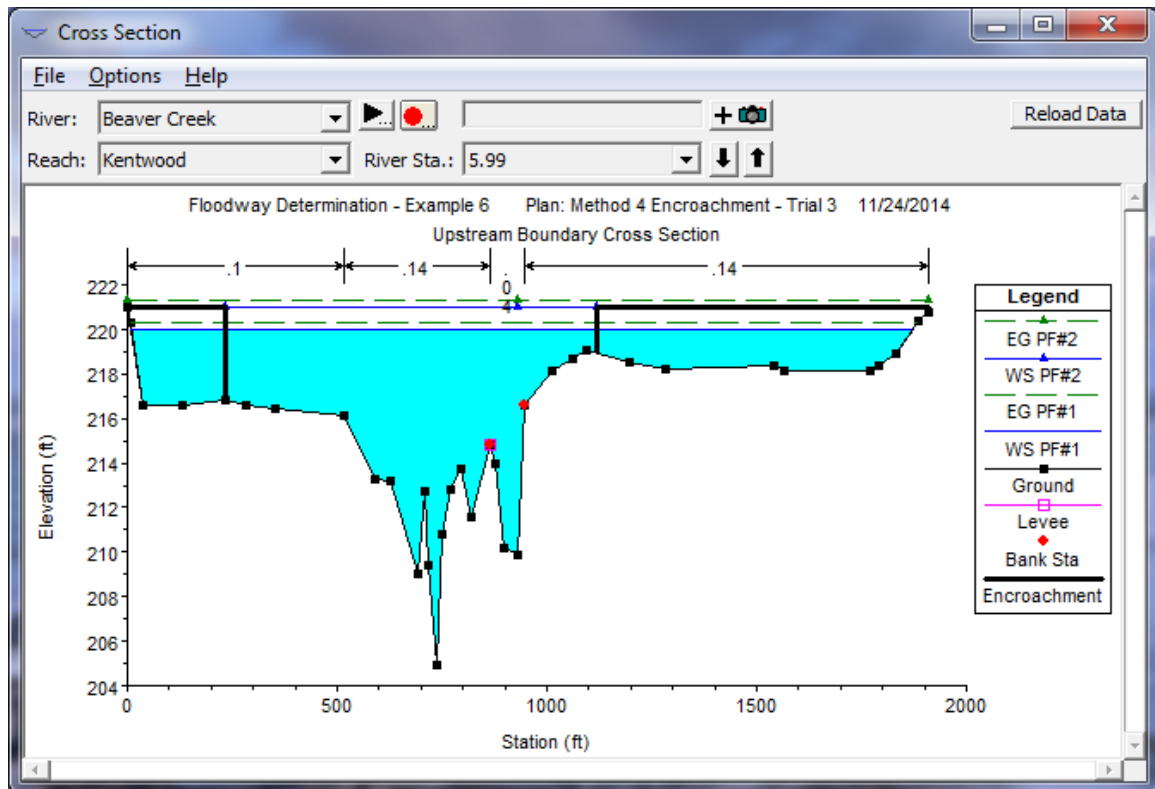 Cross Section
File Options Help
River: Beaver Creek
Reload Data
Reach: Kentwood River Sta.: 5.99
Floodway Determination - Example 6 Plan: Method 4 Encroachment - Trial 3 11/24/2014
Upstream Boundary Cross Section
.1 .14 .04 .14
222
220
218
216
214
212
210
208
206
204
Elevation (ft)
0 500 1000 1500 2000
Station (ft)
Legend
EG PF#2
WS PF#2
EG PF#1
WS PF#1
Ground
Levee
Bank Sta
Encroachment